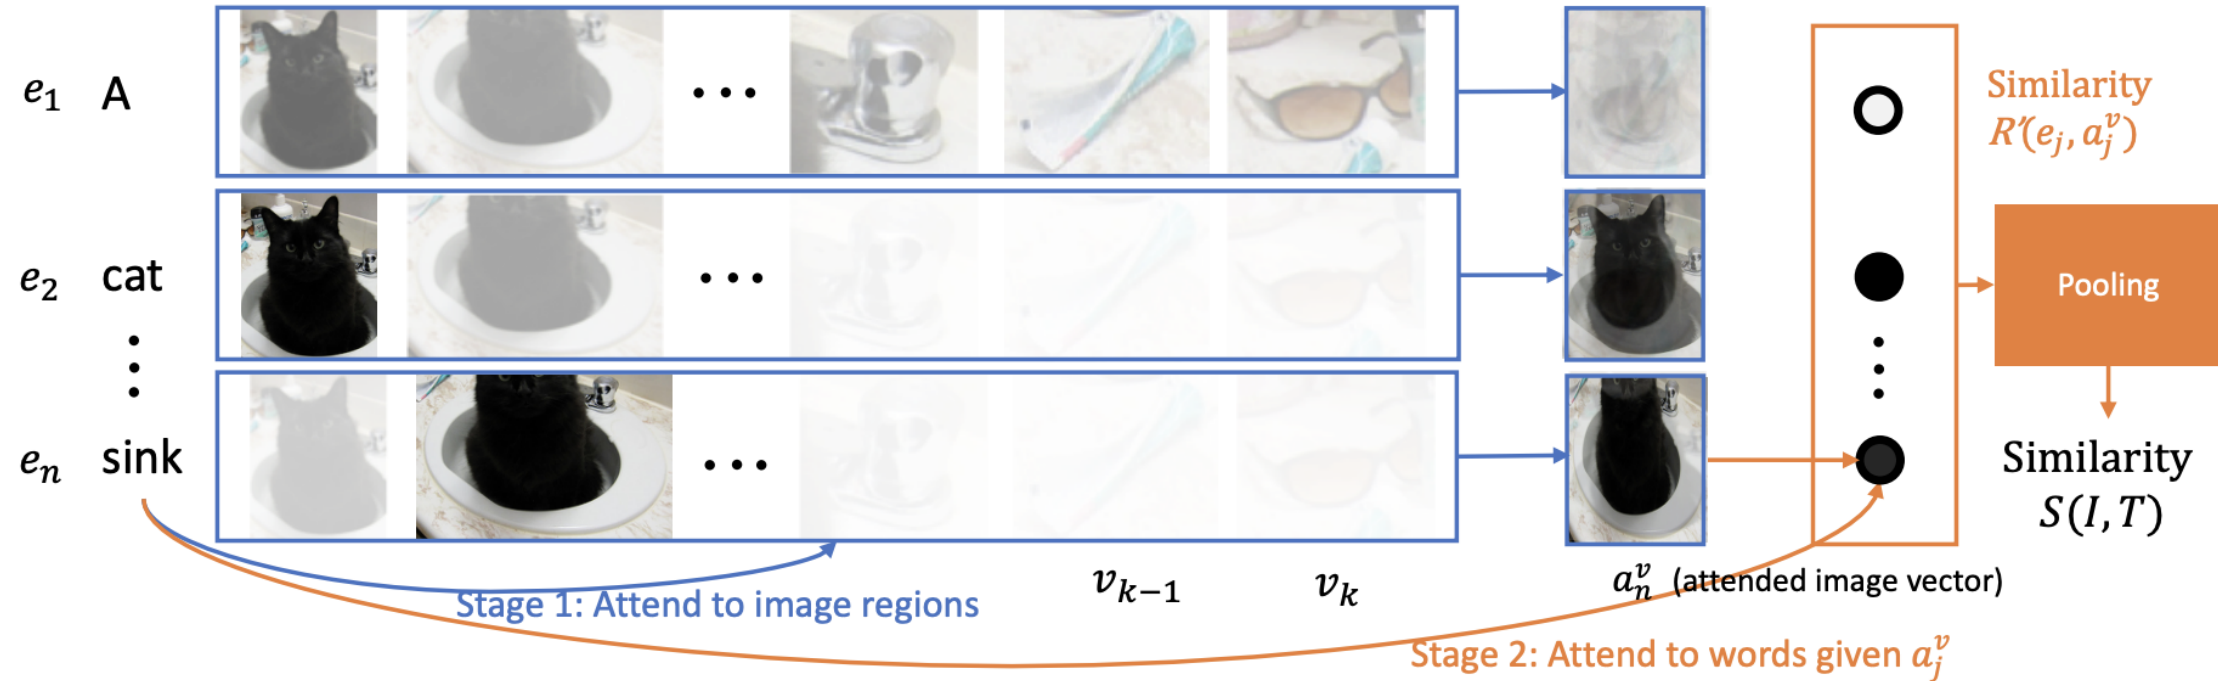 e₁ A
Similarity
R′(eⱼ, aⱼᵛ)
e₂ cat
Pooling
eₙ sink
Similarity
S(I, T)
vₖ₋₁ vₖ aₙᵛ (attended image vector)
Stage 1: Attend to image regions
Stage 2: Attend to words given aⱼᵛ